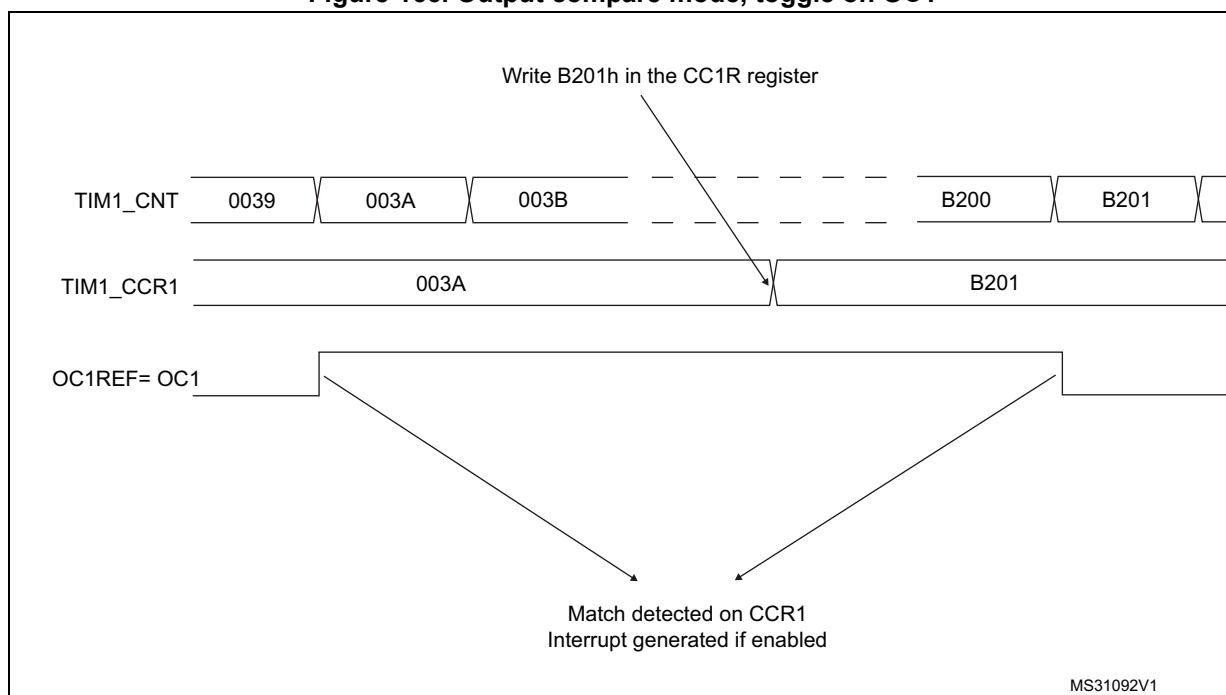 Write B201h in the CC1R register
TIM1_CNT 0039 003A 003B B200 B201
TIM1_CCR1 003A B201
OC1REF= OC1
Match detected on CCR1
Interrupt generated if enabled
MS31092V1